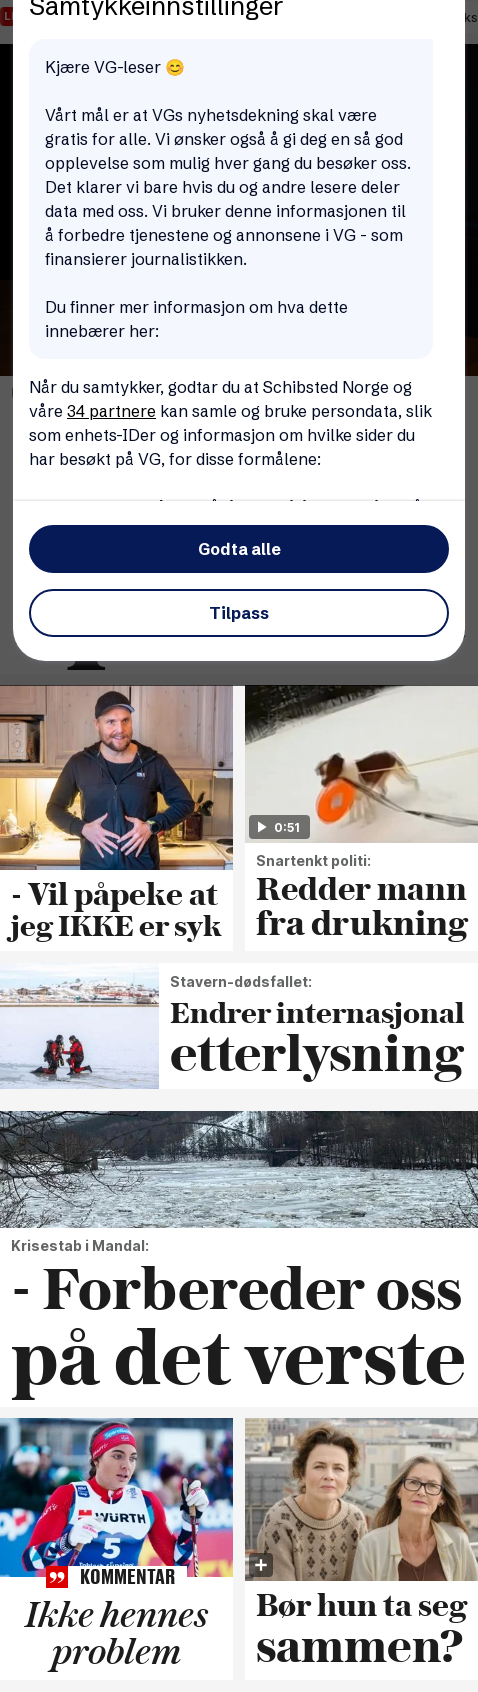 Samtykkeinnstillinger
Kjære VG-leser 😊
Vårt mål er at VGs nyhetsdekning skal være
gratis for alle. Vi ønsker også å gi deg en så god
opplevelse som mulig hver gang du besøker oss.
Det klarer vi bare hvis du og andre lesere deler
data med oss. Vi bruker denne informasjonen til
å forbedre tjenestene og annonsene i VG - som
finansierer journalistikken.
Du finner mer informasjon om hva dette
innebærer her:
Når du samtykker, godtar du at Schibsted Norge og
våre 34 partnere kan samle og bruke persondata, slik
som enhets-IDer og informasjon om hvilke sider du
har besøkt på VG, for disse formålene:
Godta alle
Tilpass
- Vil påpeke at
jeg IKKE er syk
0:51
Snartenkt politi:
Redder mann
fra drukning
Stavern-dødsfallet:
Endrer internasjonal
etterlysning
Krisestab i Mandal:
- Forbereder oss
på det verste
WÜRTH
5
KOMMENTAR
Ikke hennes
problem
Bør hun ta seg
sammen?